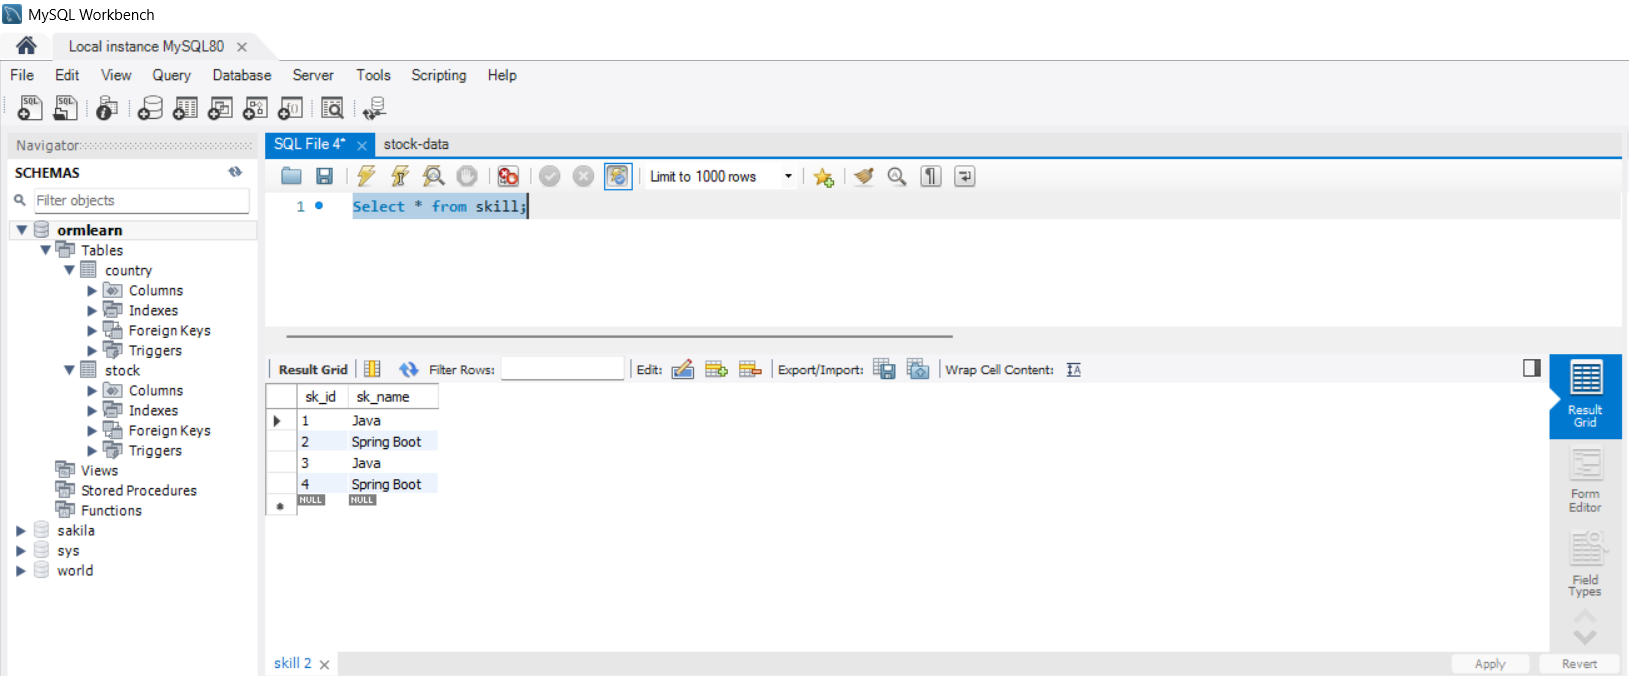 MySQL Workbench
Local instance MySQL80
File Edit View Query Database Server Tools Scripting Help
Navigator
SCHEMAS
Filter objects
ormlearn
Tables
country
Columns
Indexes
Foreign Keys
Triggers
stock
Columns
Indexes
Foreign Keys
Triggers
Views
Stored Procedures
Functions
sakila
sys
world
SQL File 4* stock-data
Limit to 1000 rows
1 Select * from skill;
Result Grid Filter Rows: Edit: Export/Import: Wrap Cell Content:
sk_id sk_name
1 Java
2 Spring Boot
3 Java
4 Spring Boot
NULL NULL
Result
Grid
Form
Editor
Field
Types
skill 2
Apply Revert